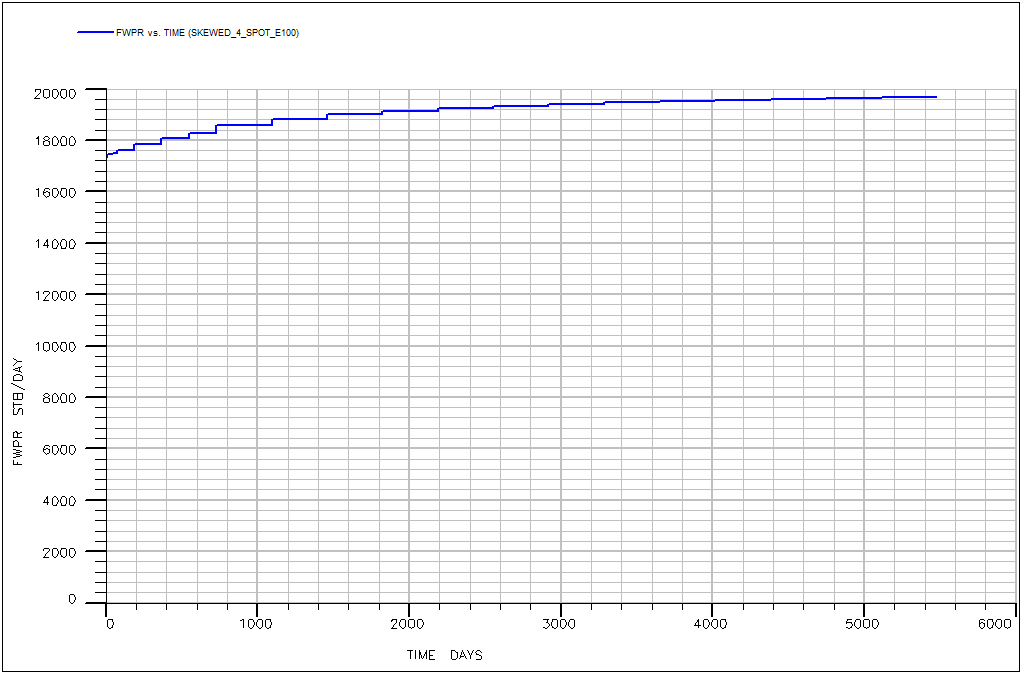 FWPR vs. TIME (SKEWED_4_SPOT_E100)
20000
18000
16000
14000
12000
10000
8000
6000
4000
2000
0
FWPR STB/DAY
0 1000 2000 3000 4000 5000 6000
TIME DAYS